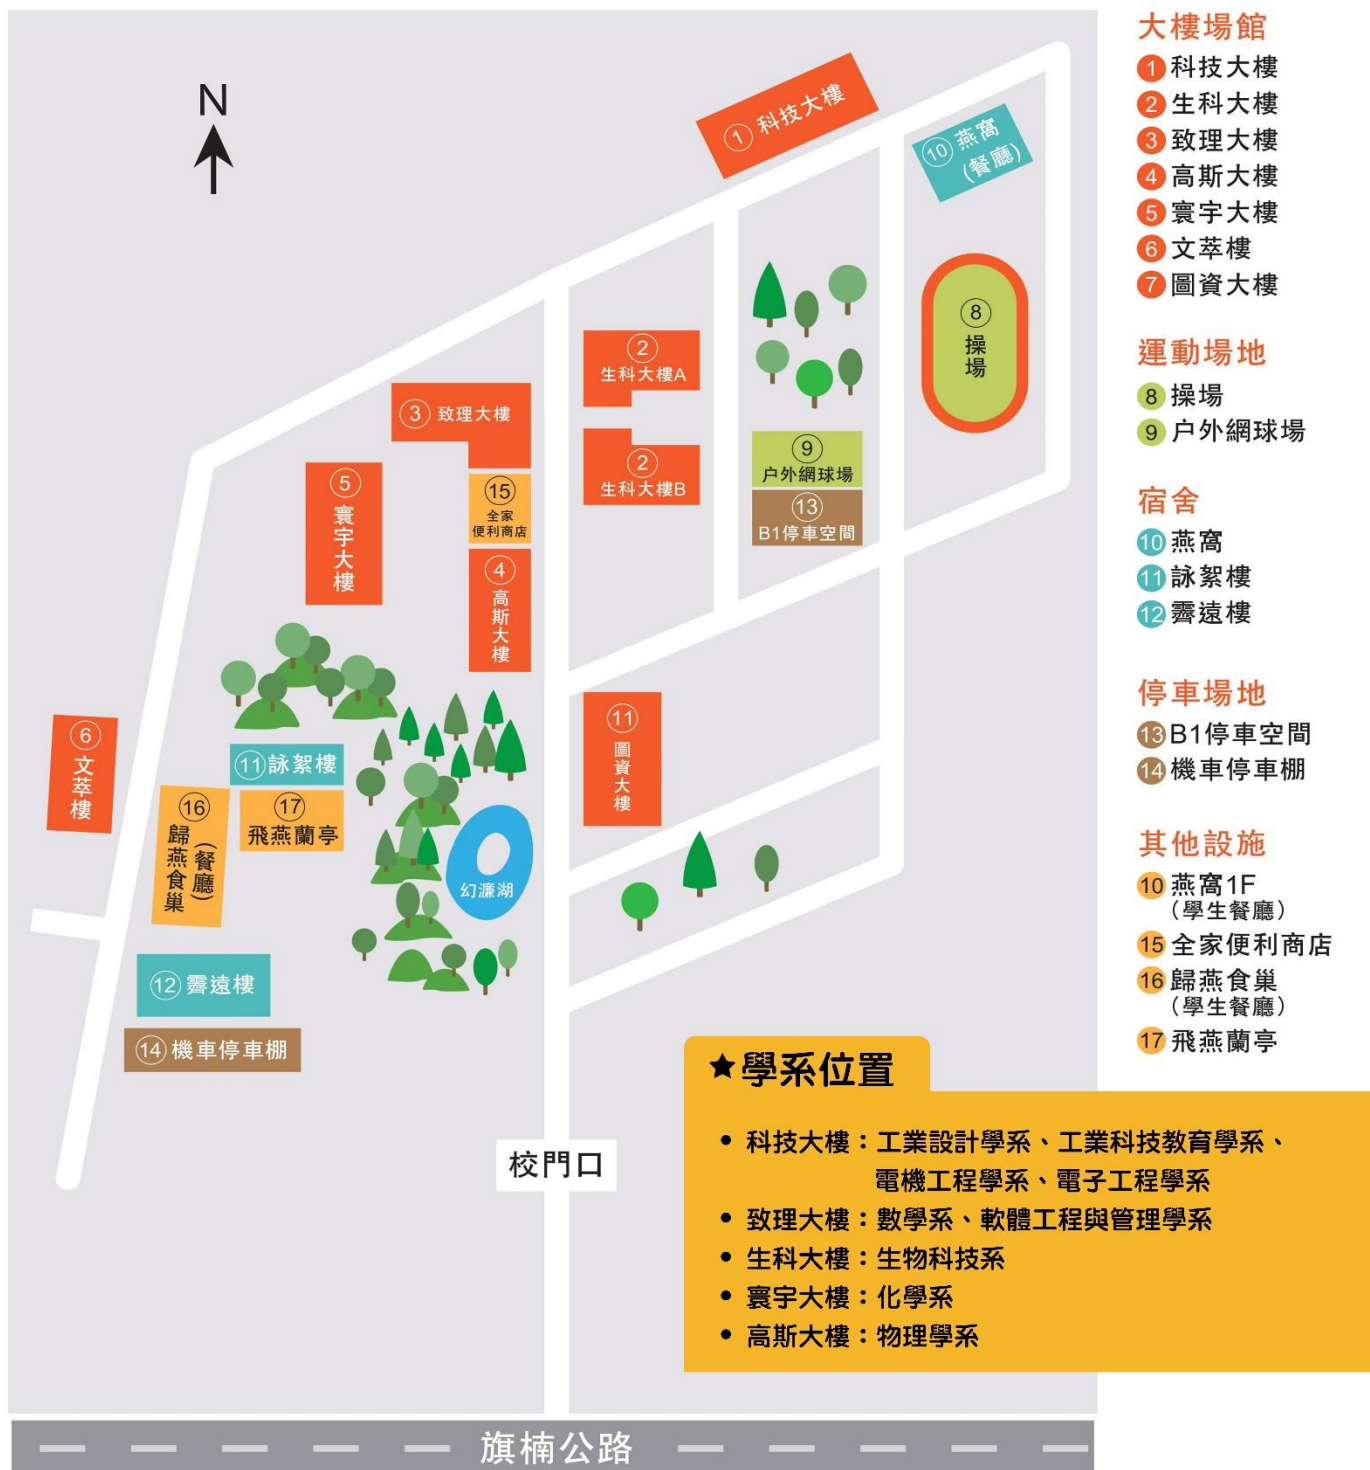 N
① 科技大樓
⑩ 燕窩
(餐廳)
⑧
操場
②
生科大樓A
③ 致理大樓
②
生科大樓B
⑨
户外網球場
⑬
B1停車空間
⑤
寰宇大樓
⑮
全家
便利商店
④
高斯大樓
⑪
圖資大樓
⑥
文萃樓
⑪詠絮樓
⑯
歸燕食巢
(餐廳)
⑰
飛燕蘭亭
幻濂湖
⑫ 霽遠樓
⑭ 機車停車棚
校門口
旗楠公路
大樓場館
① 科技大樓
② 生科大樓
③ 致理大樓
④ 高斯大樓
⑤ 寰宇大樓
⑥ 文萃樓
⑦ 圖資大樓
運動場地
⑧ 操場
⑨ 户外網球場
宿舍
⑩ 燕窩
⑪ 詠絮樓
⑫ 霽遠樓
停車場地
⑬ B1停車空間
⑭ 機車停車棚
其他設施
⑩ 燕窩1F
(學生餐廳)
⑮ 全家便利商店
⑯ 歸燕食巢
(學生餐廳)
⑰ 飛燕蘭亭
★學系位置
• 科技大樓：工業設計學系、工業科技教育學系、
電機工程學系、電子工程學系
• 致理大樓：數學系、軟體工程與管理學系
• 生科大樓：生物科技系
• 寰宇大樓：化學系
• 高斯大樓：物理學系